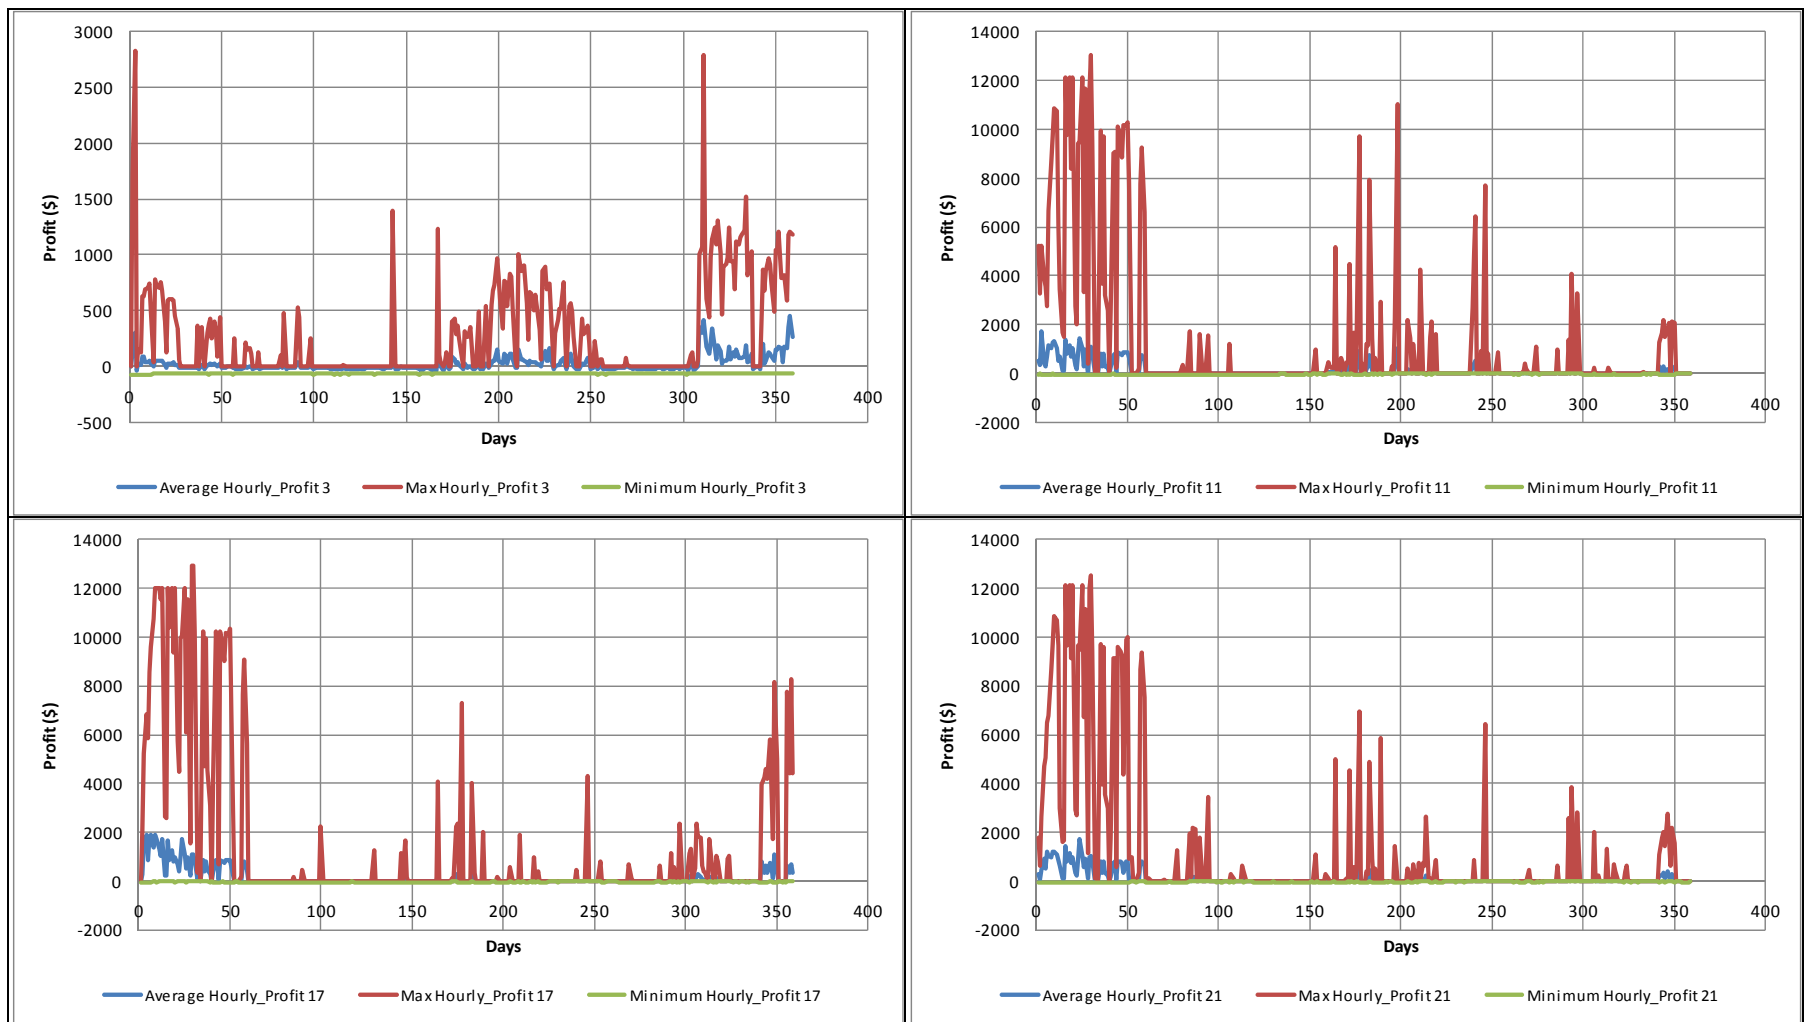 3000
2500
2000
1500
1000
500
0
-500
Profit ($)
0 50 100 150 200 250 300 350 400
Days
Average Hourly_Profit 3 Max Hourly_Profit 3 Minimum Hourly_Profit 3
14000
12000
10000
8000
6000
4000
2000
0
-2000
Profit ($)
0 50 100 150 200 250 300 350 400
Days
Average Hourly_Profit 11 Max Hourly_Profit 11 Minimum Hourly_Profit 11
14000
12000
10000
8000
6000
4000
2000
0
-2000
Profit ($)
0 50 100 150 200 250 300 350 400
Days
Average Hourly_Profit 17 Max Hourly_Profit 17 Minimum Hourly_Profit 17
14000
12000
10000
8000
6000
4000
2000
0
-2000
Profit ($)
0 50 100 150 200 250 300 350 400
Days
Average Hourly_Profit 21 Max Hourly_Profit 21 Minimum Hourly_Profit 21